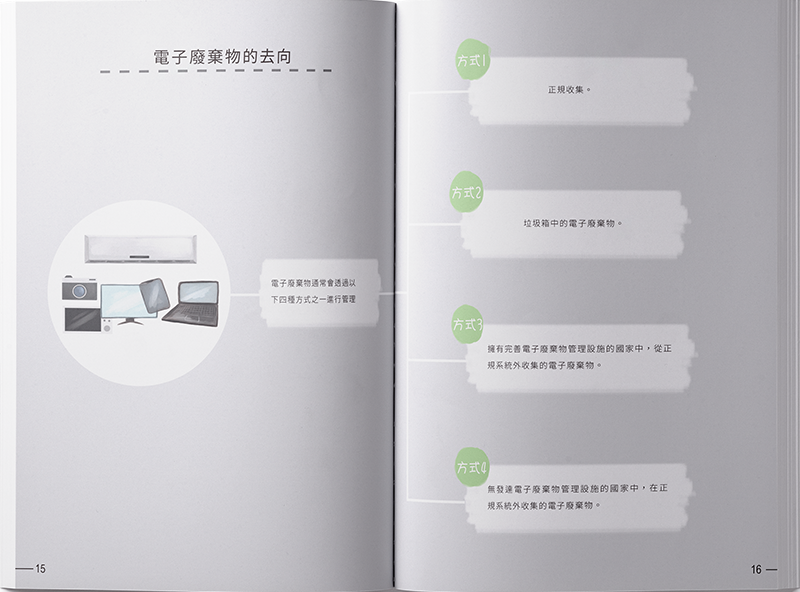 電子廢棄物的去向
電子廢棄物通常會透過以
下四種方式之一進行管理
15
方式1
正規收集。
方式2
垃圾箱中的電子廢棄物。
方式3
擁有完善電子廢棄物管理設施的國家中，從正
規系統外收集的電子廢棄物。
方式4
無發達電子廢棄物管理設施的國家中，在正
規系統外收集的電子廢棄物。
16